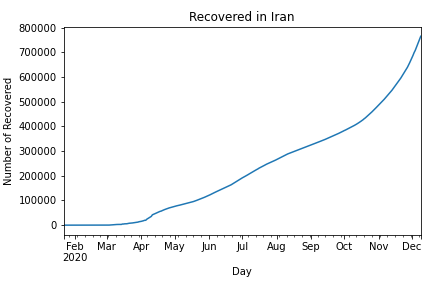 Recovered in Iran
800000
700000
600000
500000
400000
300000
200000
100000
0
Number of Recovered
Feb Mar Apr May Jun Jul Aug Sep Oct Nov Dec
2020
Day